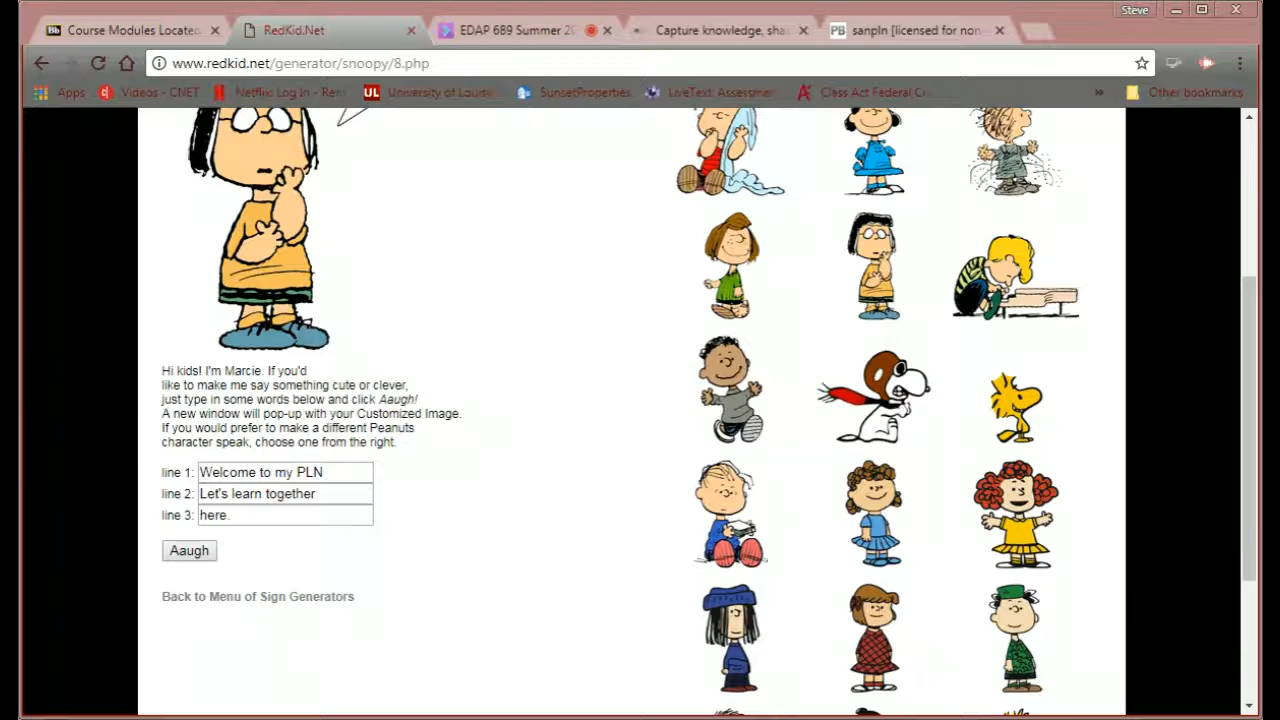 Steve
Course Modules Locate
RedKid.Net
EDAP 689 Summer 20
Capture knowledge, sha
sanpln [licensed for non
www.redkid.net/generator/snoopy/8.php
Apps
Videos - CNET
Netflix: Log In - Rem
University of Louisv
SunsetProperties
LiveText: Assessme
Class Act Federal Cr
Other bookmarks
Hi kids! I'm Marcie. If you'd
like to make me say something cute or clever,
just type in some words below and click Aaugh!
A new window will pop-up with your Customized Image.
If you would prefer to make a different Peanuts
character speak, choose one from the right.
line 1: Welcome to my PLN
line 2: Let's learn together
line 3: here.
Aaugh
Back to Menu of Sign Generators